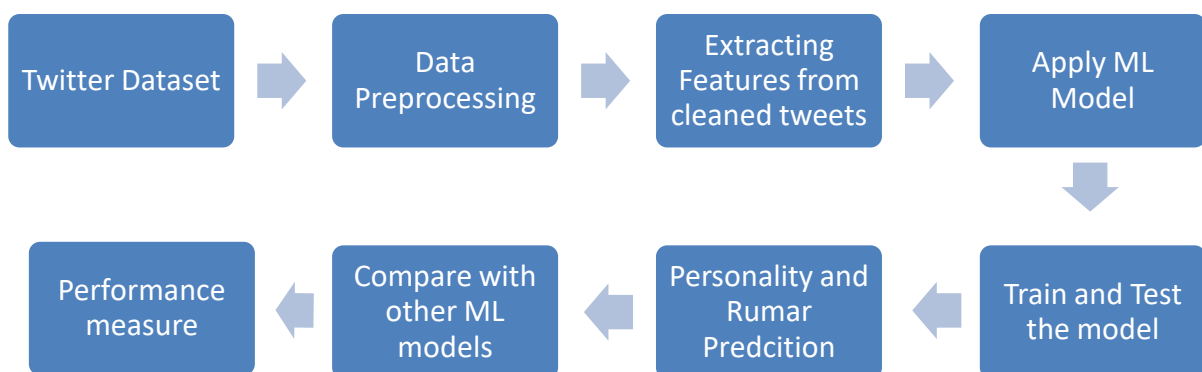 Twitter Dataset
Data
Preprocessing
Extracting
Features from
cleaned tweets
Apply ML
Model
Train and Test
the model
Personality and
Rumar
Predcition
Compare with
other ML
models
Performance
measure